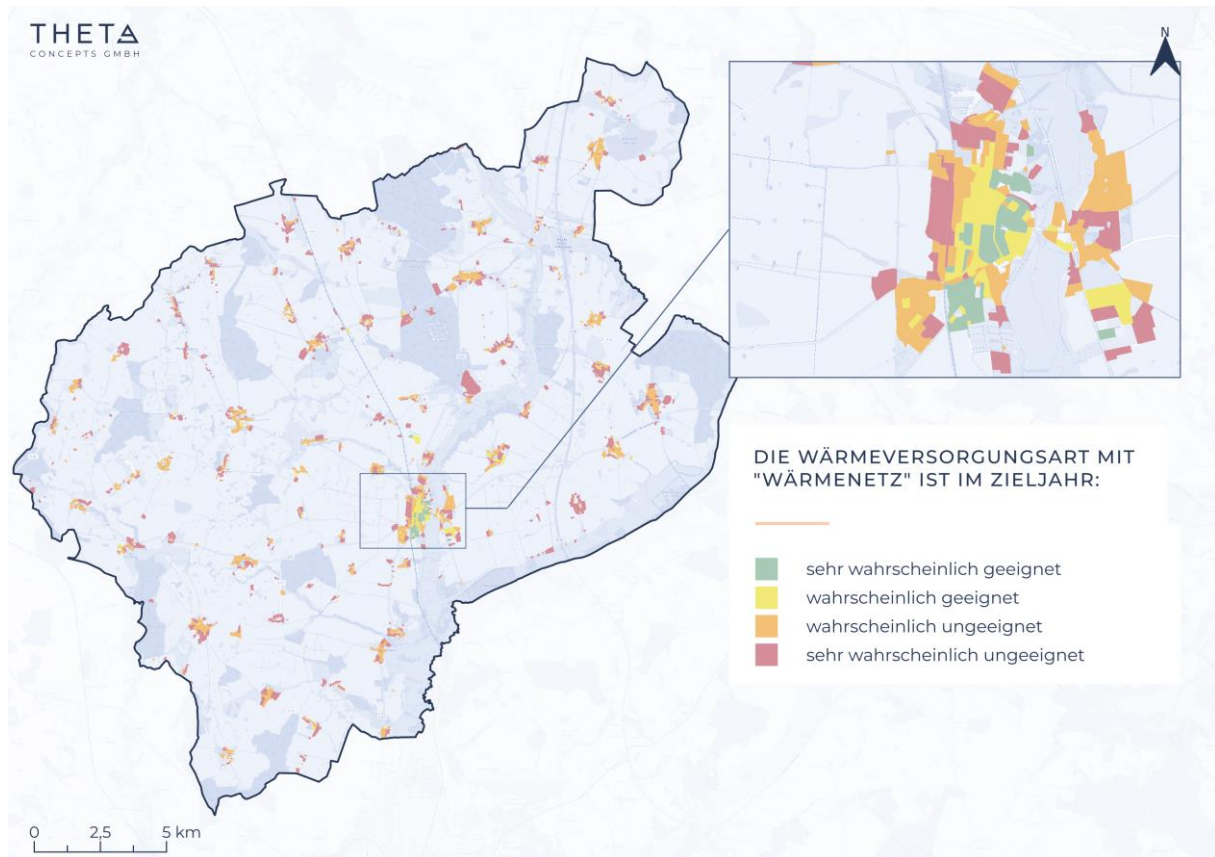 THETA
CONCEPTS GMBH
N
DIE WÄRMEVERSORGUNGSART MIT
"WÄRMENETZ" IST IM ZIELJAHR:
sehr wahrscheinlich geeignet
wahrscheinlich geeignet
wahrscheinlich ungeeignet
sehr wahrscheinlich ungeeignet
0 2,5 5 km